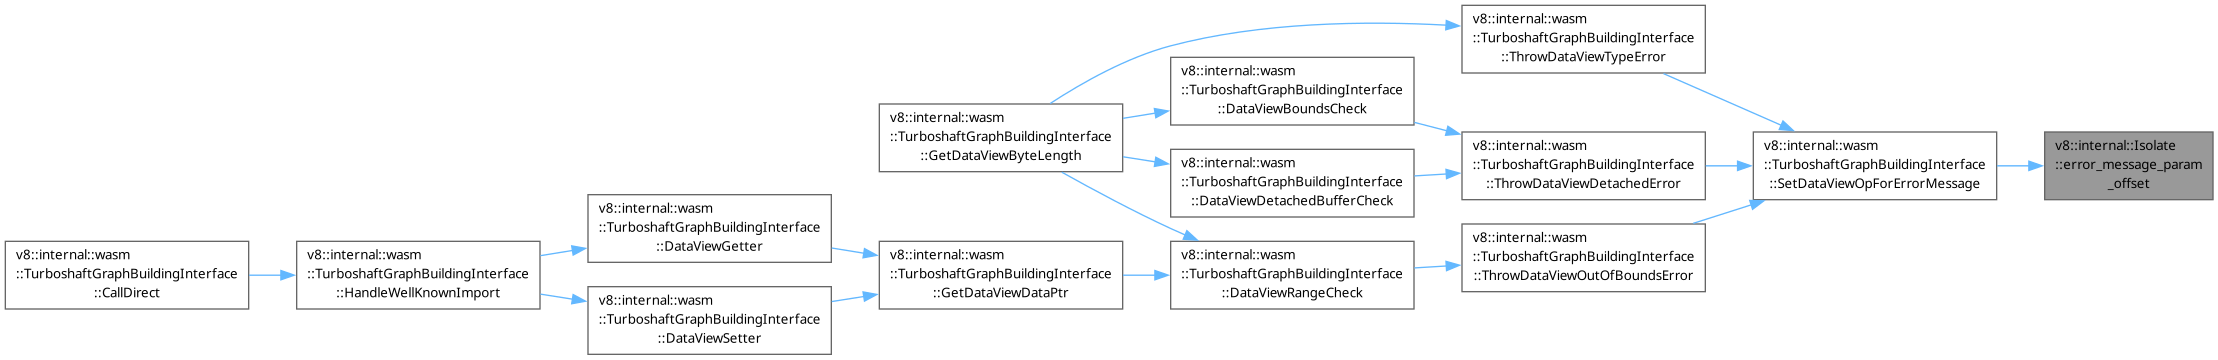 v8::internal::wasm
::TurboshaftGraphBuildingInterface
::CallDirect
v8::internal::wasm
::TurboshaftGraphBuildingInterface
::HandleWellKnownImport
v8::internal::wasm
::TurboshaftGraphBuildingInterface
::DataViewGetter
v8::internal::wasm
::TurboshaftGraphBuildingInterface
::DataViewSetter
v8::internal::wasm
::TurboshaftGraphBuildingInterface
::GetDataViewByteLength
v8::internal::wasm
::TurboshaftGraphBuildingInterface
::GetDataViewDataPtr
v8::internal::wasm
::TurboshaftGraphBuildingInterface
::DataViewBoundsCheck
v8::internal::wasm
::TurboshaftGraphBuildingInterface
::DataViewDetachedBufferCheck
v8::internal::wasm
::TurboshaftGraphBuildingInterface
::DataViewRangeCheck
v8::internal::wasm
::TurboshaftGraphBuildingInterface
::ThrowDataViewTypeError
v8::internal::wasm
::TurboshaftGraphBuildingInterface
::ThrowDataViewDetachedError
v8::internal::wasm
::TurboshaftGraphBuildingInterface
::ThrowDataViewOutOfBoundsError
v8::internal::wasm
::TurboshaftGraphBuildingInterface
::SetDataViewOpForErrorMessage
v8::internal::Isolate
::error_message_param
_offset